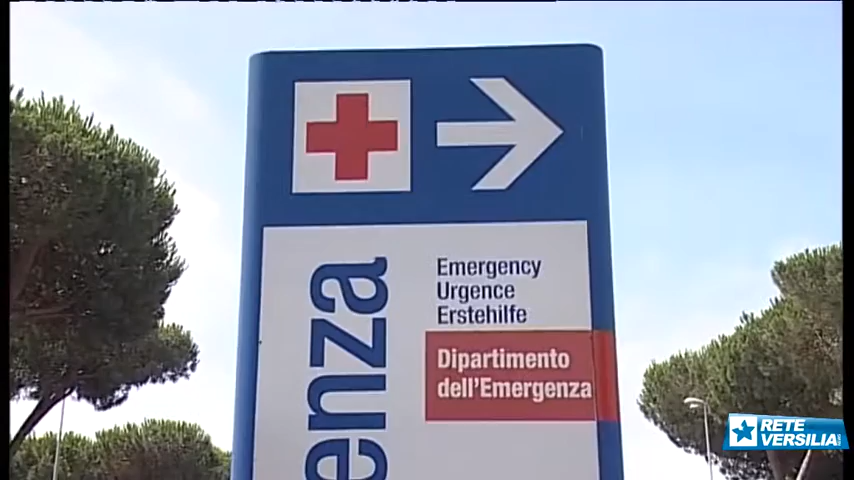 Emergency
Urgence
Erstehilfe
Dipartimento
dell'Emergenza
enza
RETE
VERSILIA